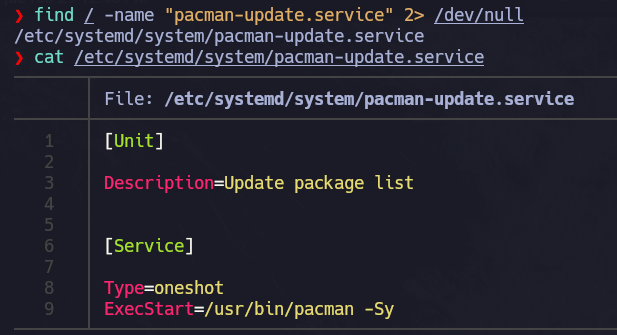 ❯ find / -name "pacman-update.service" 2> /dev/null
/etc/systemd/system/pacman-update.service
❯ cat /etc/systemd/system/pacman-update.service
File: /etc/systemd/system/pacman-update.service
1 [Unit]
2
3 Description=Update package list
4
5
6 [Service]
7
8 Type=oneshot
9 ExecStart=/usr/bin/pacman -Sy